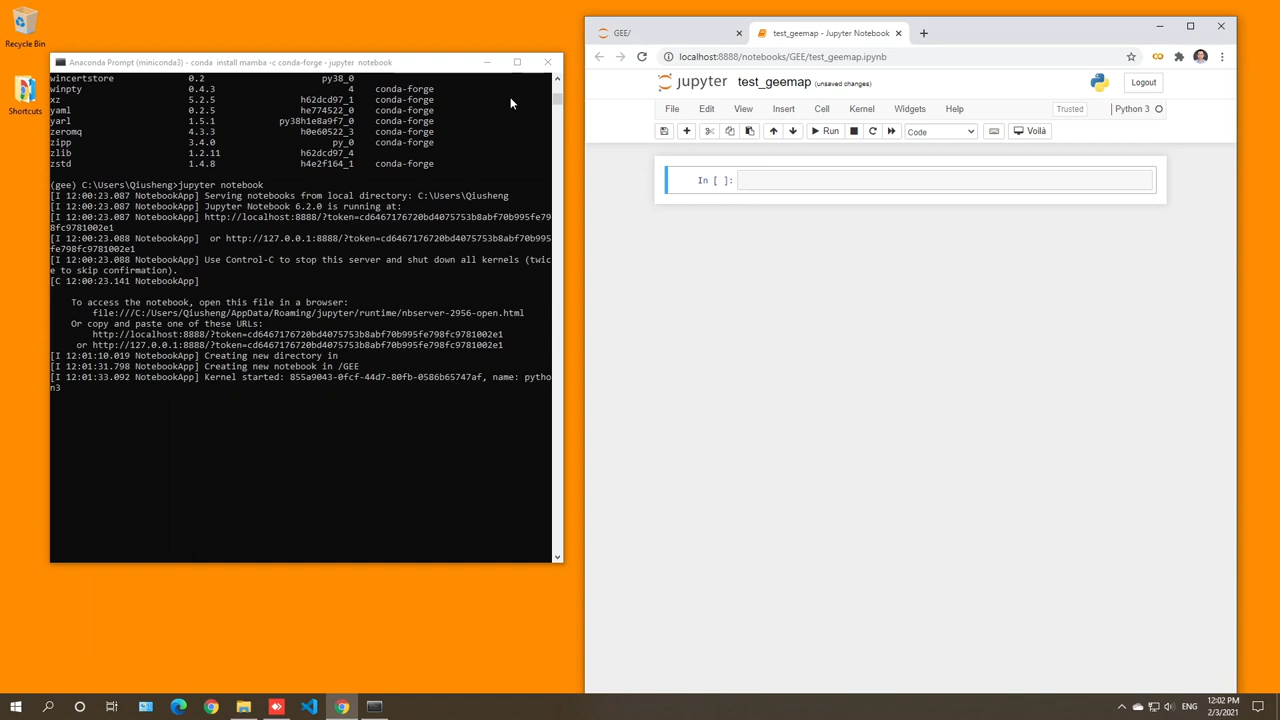 Recycle Bin
Shortcuts
Anaconda Prompt (miniconda3) - conda install mamba -c conda-forge - jupyter notebook
wincertstore 0.2 py38_0
winpty 0.4.3 4 conda-forge
xz 5.2.5 h62dcd97_1 conda-forge
yaml 0.2.5 he774522_0 conda-forge
yarl 1.5.1 py38h1e8a9f7_0 conda-forge
zeromq 4.3.3 h0e60522_3 conda-forge
zipp 3.4.0 py_0 conda-forge
zlib 1.2.11 h62dcd97_4
zstd 1.4.8 h4e2f164_1 conda-forge
(gee) C:\Users\Qiusheng>jupyter notebook
[I 12:00:23.087 NotebookApp] Serving notebooks from local directory: C:\Users\Qiusheng
[I 12:00:23.087 NotebookApp] Jupyter Notebook 6.2.0 is running at:
[I 12:00:23.087 NotebookApp] http://localhost:8888/?token=cd6467176720bd4075753b8abf70b995fe79
8fc9781002e1
[I 12:00:23.088 NotebookApp]  or http://127.0.0.1:8888/?token=cd6467176720bd4075753b8abf70b995
fe798fc9781002e1
[I 12:00:23.088 NotebookApp] Use Control-C to stop this server and shut down all kernels (twic
e to skip confirmation).
[C 12:00:23.141 NotebookApp]
To access the notebook, open this file in a browser:
file:///C:/Users/Qiusheng/AppData/Roaming/jupyter/runtime/nbserver-2956-open.html
Or copy and paste one of these URLs:
http://localhost:8888/?token=cd6467176720bd4075753b8abf70b995fe798fc9781002e1
or http://127.0.0.1:8888/?token=cd6467176720bd4075753b8abf70b995fe798fc9781002e1
[I 12:01:10.019 NotebookApp] Creating new directory in
[I 12:01:31.798 NotebookApp] Creating new notebook in /GEE
[I 12:01:33.092 NotebookApp] Kernel started: 855a9043-0fcf-44d7-80fb-0586b65747af, name: pytho
n3
GEE/
test_geemap - Jupyter Notebook
localhost:8888/notebooks/GEE/test_geemap.ipynb
jupyter test_geemap (unsaved changes)
Logout
File Edit View Insert Cell Kernel Widgets Help
Trusted
Python 3
Run
Code
Voilà
In [ ]:
ENG
12:02 PM
2/3/2021